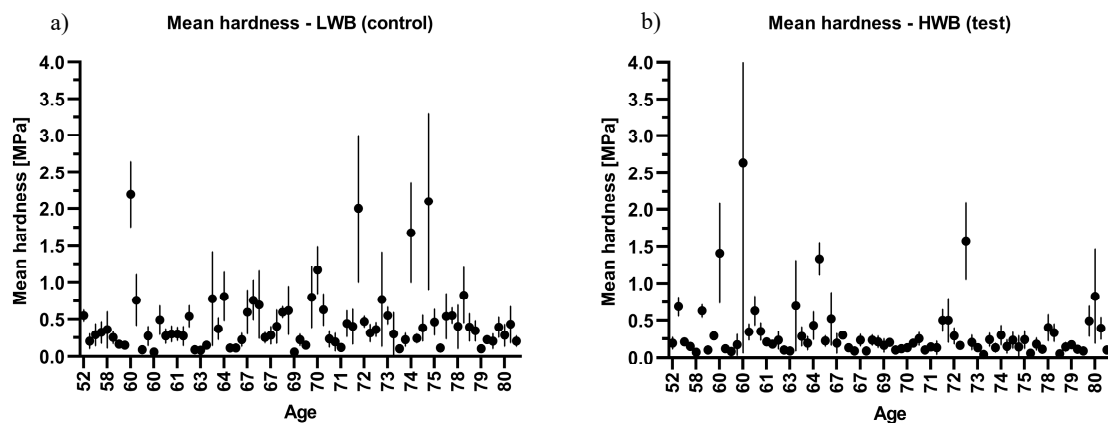 a)
Mean hardness - LWB (control)
Mean hardness [MPa]
4.0
3.5
3.0
2.5
2.0
1.5
1.0
0.5
0.0
52 58 60 60 61 63 64 67 68 69 70 71 72 73 74 75 76 78 79 80
Age
b)
Mean hardness - HWB (test)
Mean hardness [MPa]
4.0
3.5
3.0
2.5
2.0
1.5
1.0
0.5
0.0
52 58 60 60 61 63 64 66 67 69 70 71 72 73 74 75 78 79 80
Age